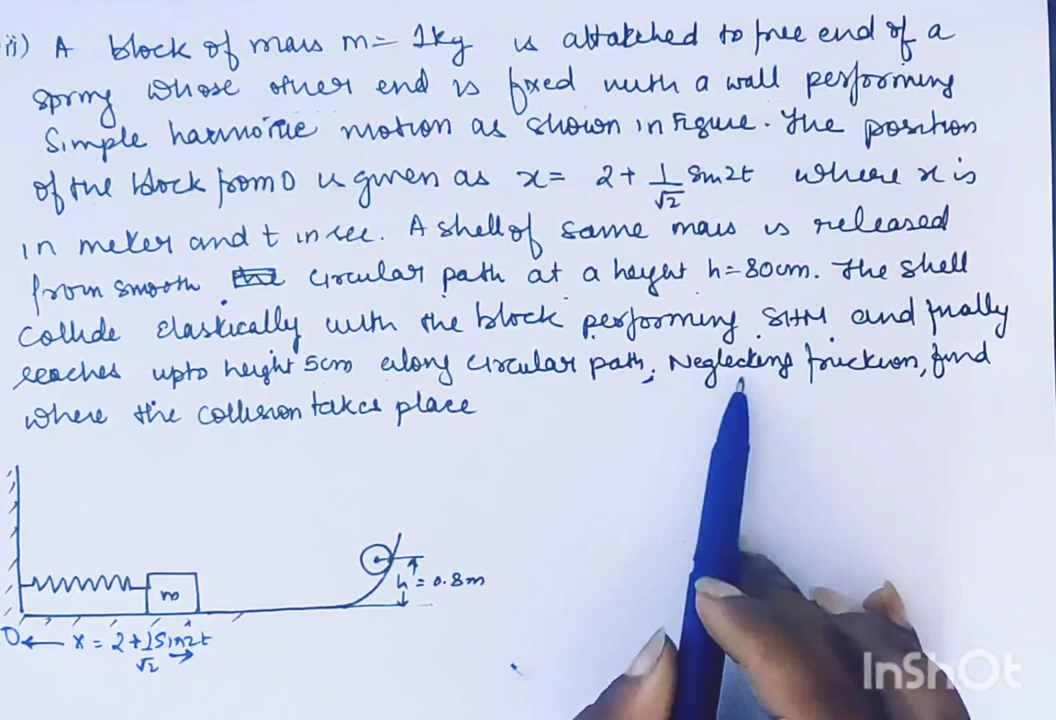 ii) A block of mass m = 1kg is attatched to free end of a
spring whose other end is fixed with a wall performing
Simple harmonic motion as shown in Figure. The position
of the block from O is given as x = 2 + 1/√2 sin2t where x is
in meter and t in sec. A shell of same mass is released
from smooth circular path at a height h=80cm. The shell
collide elastically with the block performing SHM and finally
reaches upto height 5cm along circular path. Neglecking friction, find
where the collision takes place
m
h = 0.8m
O x = 2 + 1/√2 sin2t
InShOt